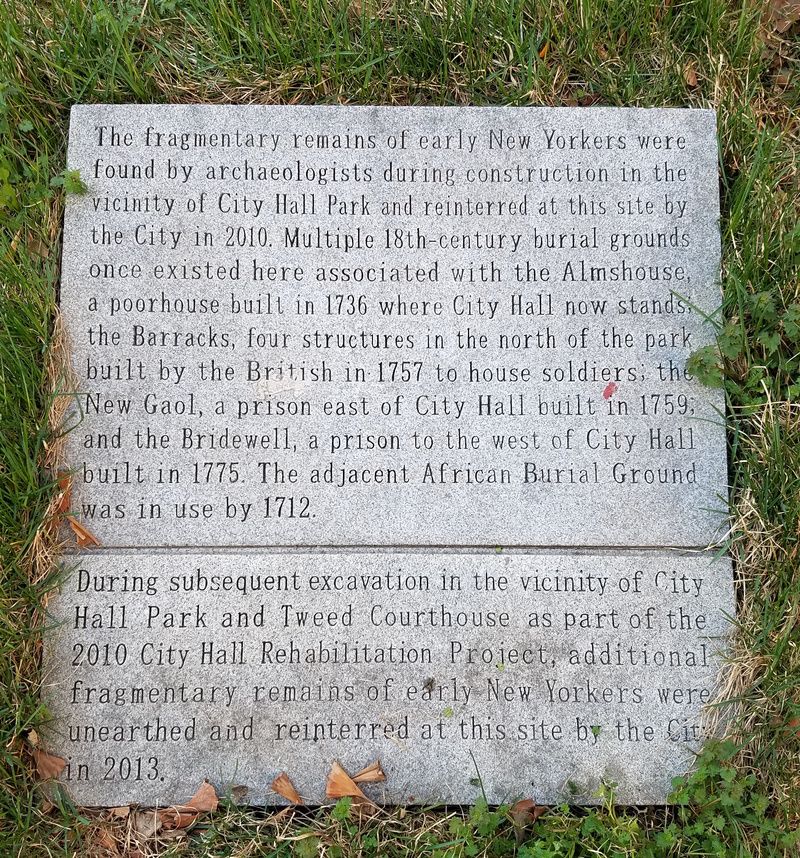 The fragmentary remains of early New Yorkers were
found by archaeologists during construction in the
vicinity of City Hall Park and reinterred at this site by
the City in 2010. Multiple 18th-century burial grounds
once existed here associated with the Almshouse,
a poorhouse built in 1736 where City Hall now stands;
the Barracks, four structures in the north of the park
built by the British in 1757 to house soldiers; the
New Gaol, a prison east of City Hall built in 1759;
and the Bridewell, a prison to the west of City Hall
built in 1775. The adjacent African Burial Ground
was in use by 1712.
During subsequent excavation in the vicinity of City
Hall Park and Tweed Courthouse as part of the
2010 City Hall Rehabilitation Project, additional
fragmentary remains of early New Yorkers were
unearthed and reinterred at this site by the City
in 2013.